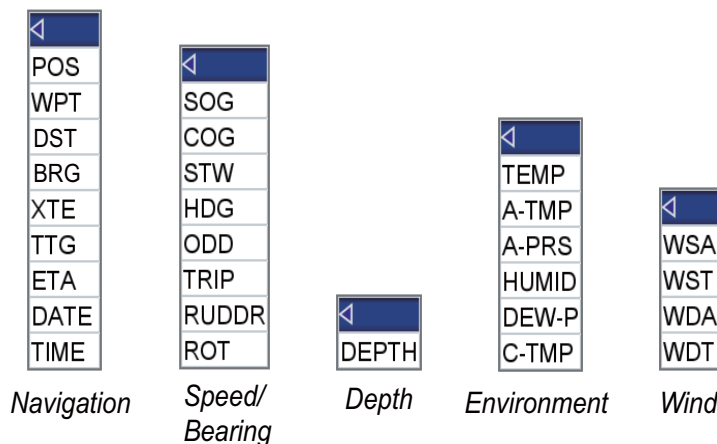 POS
WPT
DST
BRG
XTE
TTG
ETA
DATE
TIME
Navigation
SOG
COG
STW
HDG
ODD
TRIP
RUDDR
ROT
Speed/
Bearing
DEPTH
Depth
TEMP
A-TMP
A-PRS
HUMID
DEW-P
C-TMP
Environment
WSA
WST
WDA
WDT
Wind